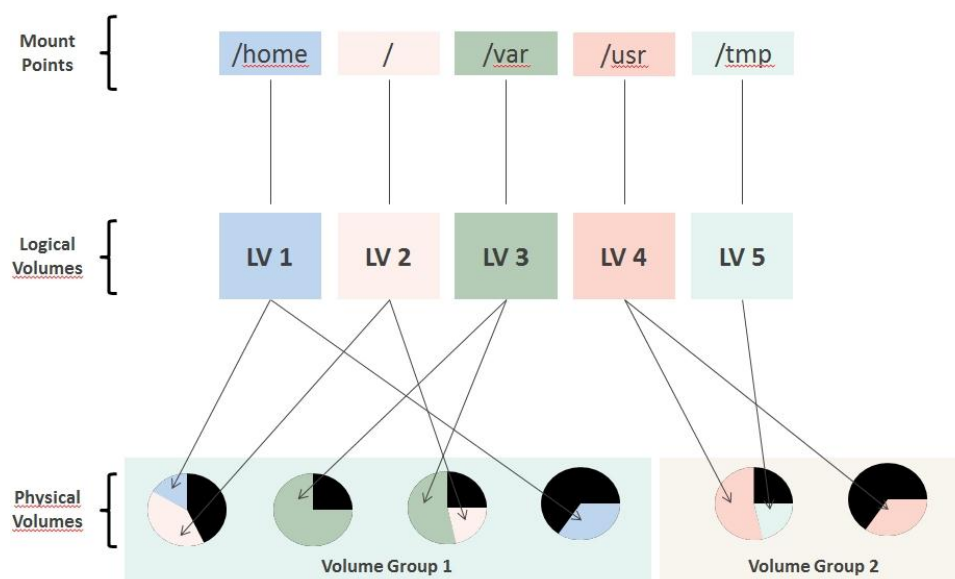 Mount
Points
/home
/
/var
/usr
/tmp
Logical
Volumes
LV 1
LV 2
LV 3
LV 4
LV 5
Physical
Volumes
Volume Group 1
Volume Group 2